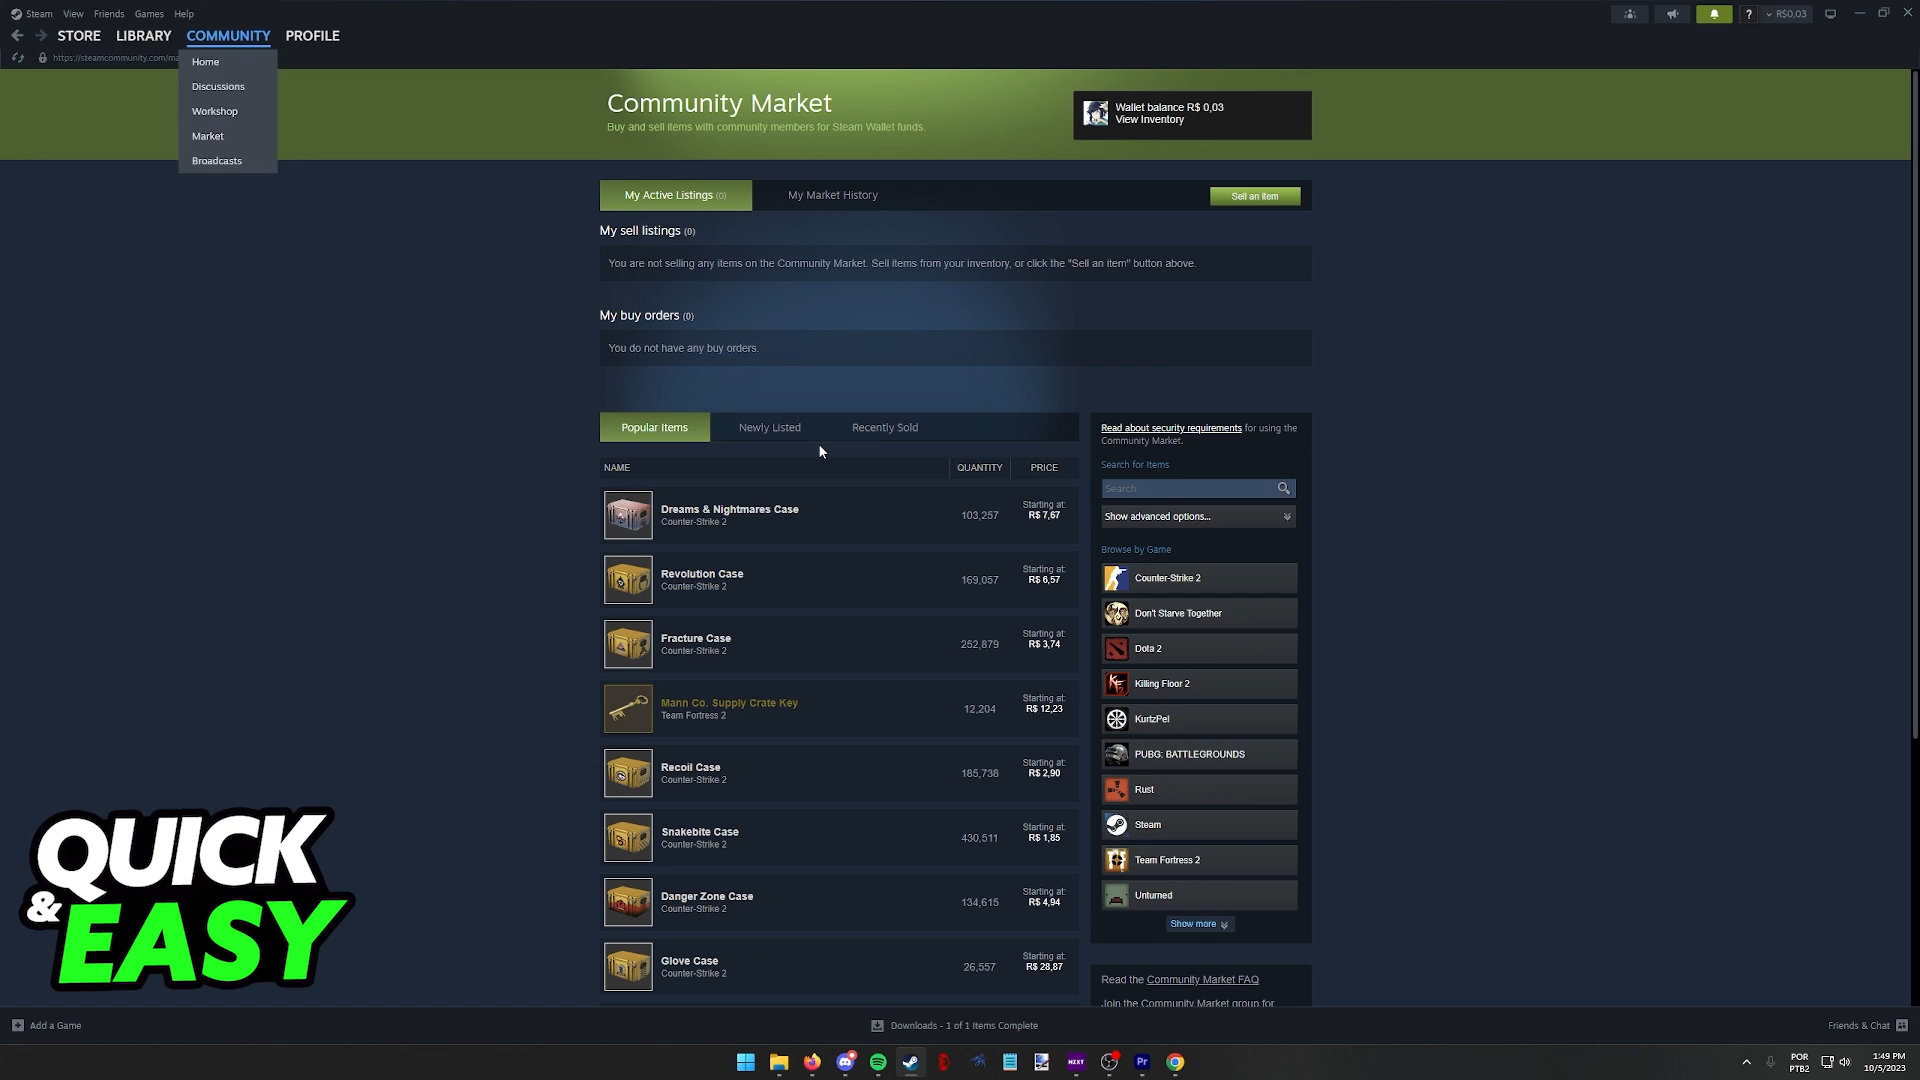 Steam View Friends Games Help
R$0,03
STORE LIBRARY COMMUNITY PROFILE
https://steamcommunity.com/ma
Home
Discussions
Workshop
Market
Broadcasts
Community Market
Buy and sell items with community members for Steam Wallet funds.
Wallet balance R$ 0,03
View Inventory
My Active Listings (0) My Market History Sell an item
My sell listings (0)
You are not selling any items on the Community Market. Sell items from your inventory, or click the "Sell an item" button above.
My buy orders (0)
You do not have any buy orders.
Popular Items Newly Listed Recently Sold
NAME QUANTITY PRICE
Dreams & Nightmares Case
Counter-Strike 2
103,257
Starting at:
R$ 7,67
Revolution Case
Counter-Strike 2
169,057
Starting at:
R$ 6,57
Fracture Case
Counter-Strike 2
252,879
Starting at:
R$ 3,74
Mann Co. Supply Crate Key
Team Fortress 2
12,204
Starting at:
R$ 12,23
Recoil Case
Counter-Strike 2
185,738
Starting at:
R$ 2,90
Snakebite Case
Counter-Strike 2
430,511
Starting at:
R$ 1,85
Danger Zone Case
Counter-Strike 2
134,615
Starting at:
R$ 4,94
Glove Case
Counter-Strike 2
26,557
Starting at:
R$ 28,87
Read about security requirements for using the
Community Market.
Search for Items
Search
Show advanced options...
Browse by Game
Counter-Strike 2
Don't Starve Together
Dota 2
Killing Floor 2
KurtzPel
PUBG: BATTLEGROUNDS
Rust
Steam
Team Fortress 2
Unturned
Show more
Read the Community Market FAQ
Join the Community Market group for
QUICK
& EASY
Add a Game
Downloads - 1 of 1 Items Complete
Friends & Chat
NZXT
Pr
POR
PTB2
1:49 PM
10/5/2023